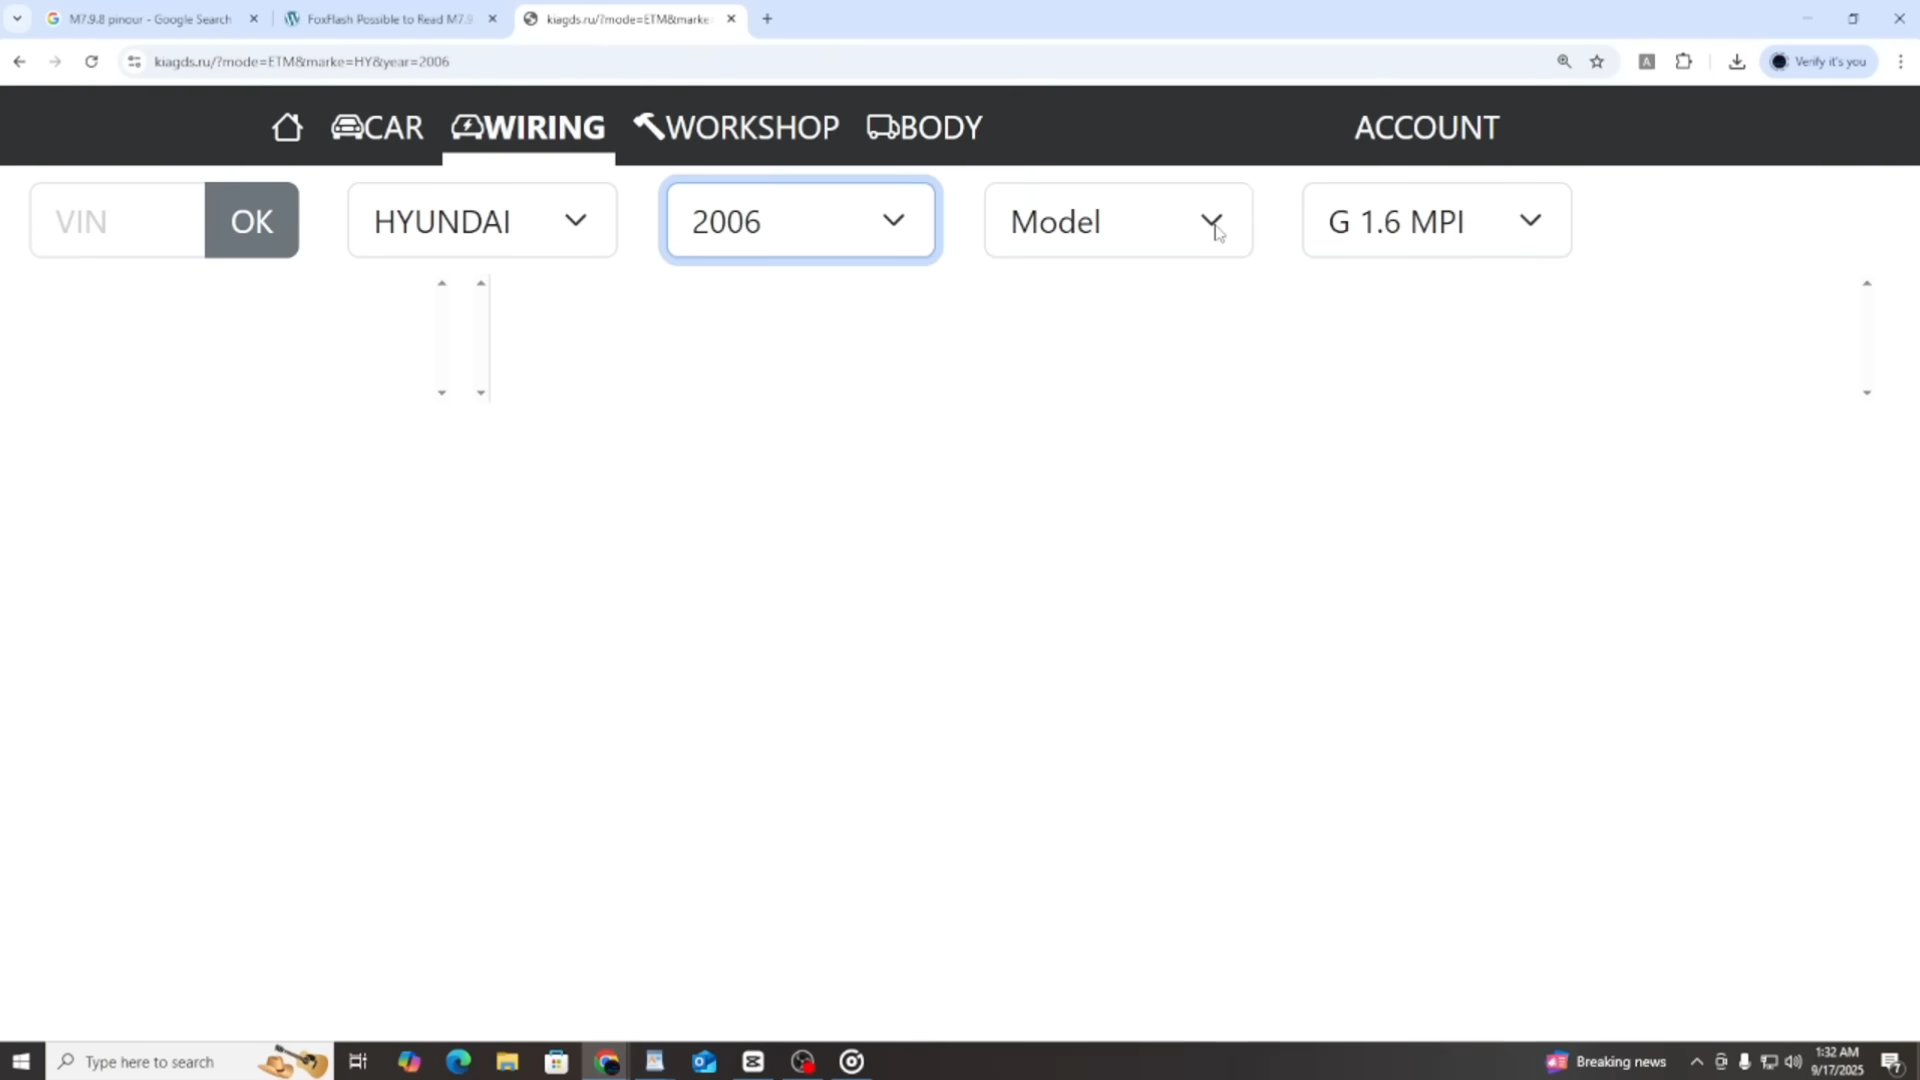 M7.9.8 pinour - Google Search
FoxFlash Possible to Read M7.9
kiagds.ru/?mode=ETM&marke
kiagds.ru/?mode=ETM&marke=HY&year=2006
Verify it's you
CAR WIRING WORKSHOP BODY ACCOUNT
VIN OK HYUNDAI 2006 Model G 1.6 MPI
Type here to search
Breaking news
1:32 AM
9/17/2025
7